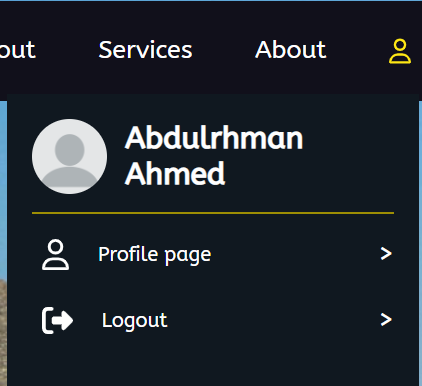 out Services About
Abdulrhman
Ahmed
Profile page >
Logout >